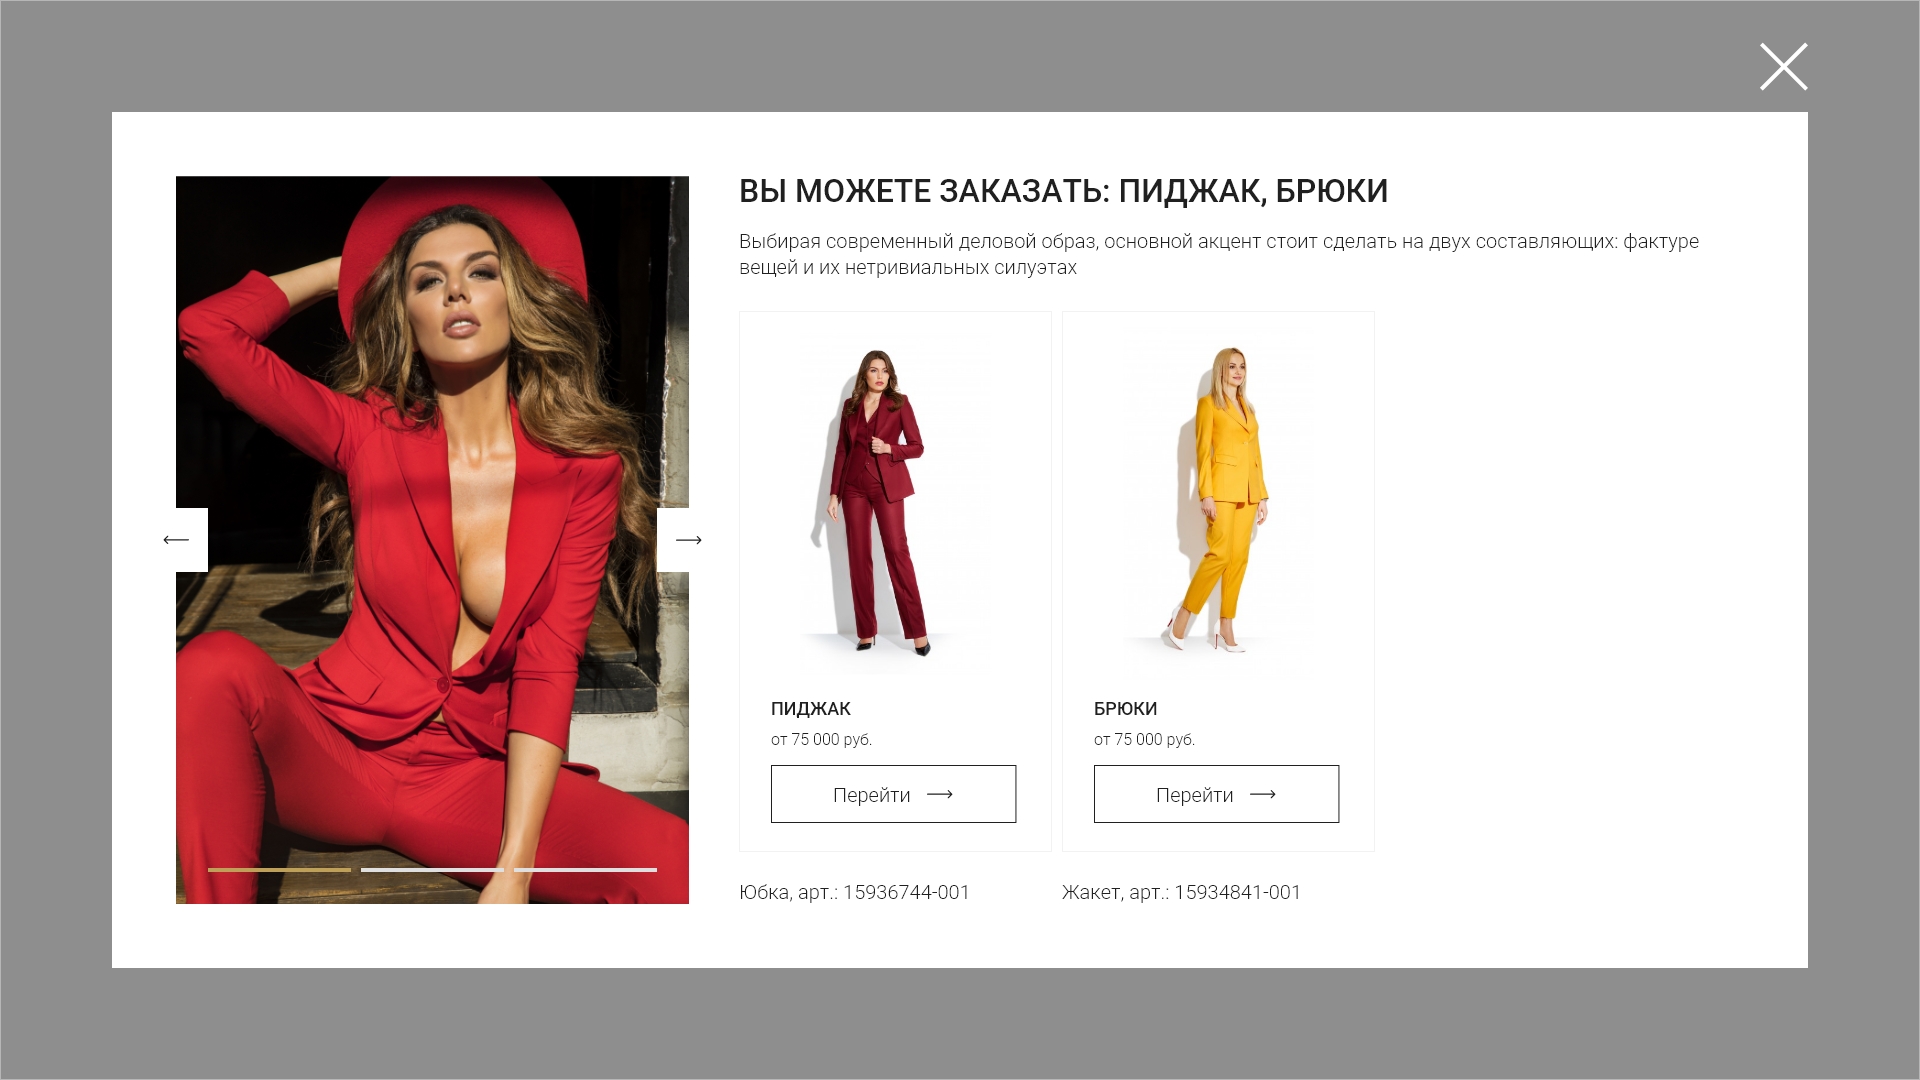 ВЫ МОЖЕТЕ ЗАКАЗАТЬ: ПИДЖАК, БРЮКИ
Выбирая современный деловой образ, основной акцент стоит сделать на двух составляющих: фактуре
вещей и их нетривиальных силуэтах
ПИДЖАК
от 75 000 руб.
Перейти
Юбка, арт.: 15936744-001
БРЮКИ
от 75 000 руб.
Перейти
Жакет, арт.: 15934841-001